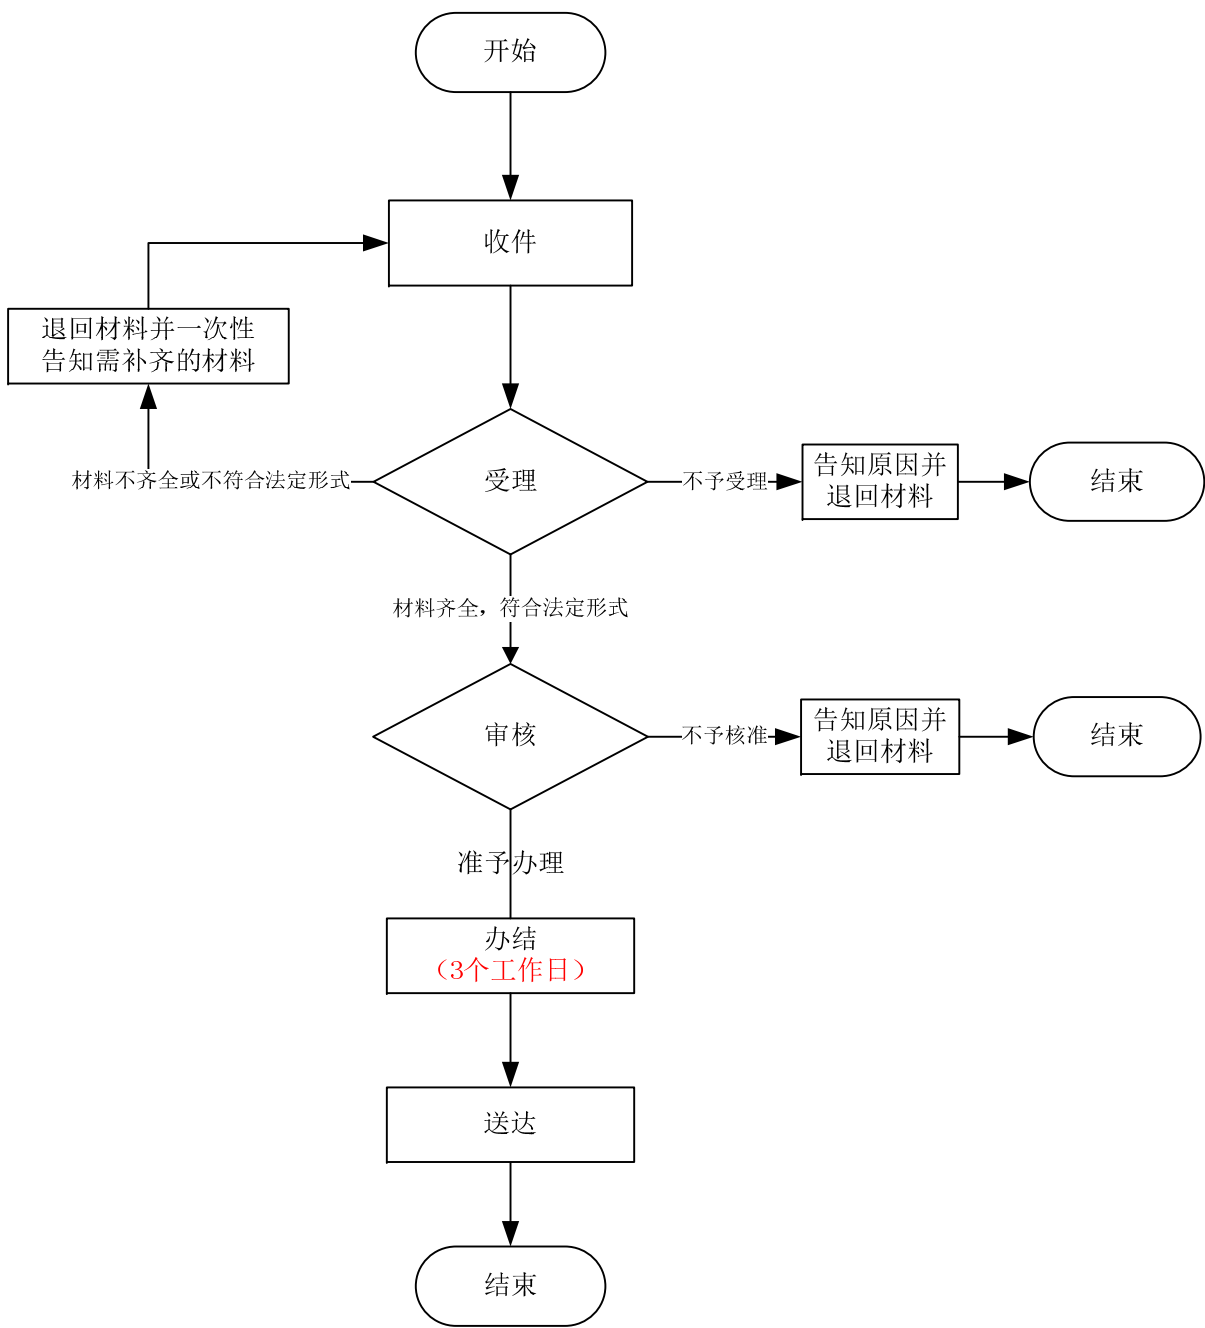 开始
收件
退回材料并一次性
告知需补齐的材料
材料不齐全或不符合法定形式
受理
不予受理
告知原因并
退回材料
结束
材料齐全，符合法定形式
审核
不予核准
告知原因并
退回材料
结束
准予办理
办结
（3个工作日）
送达
结束